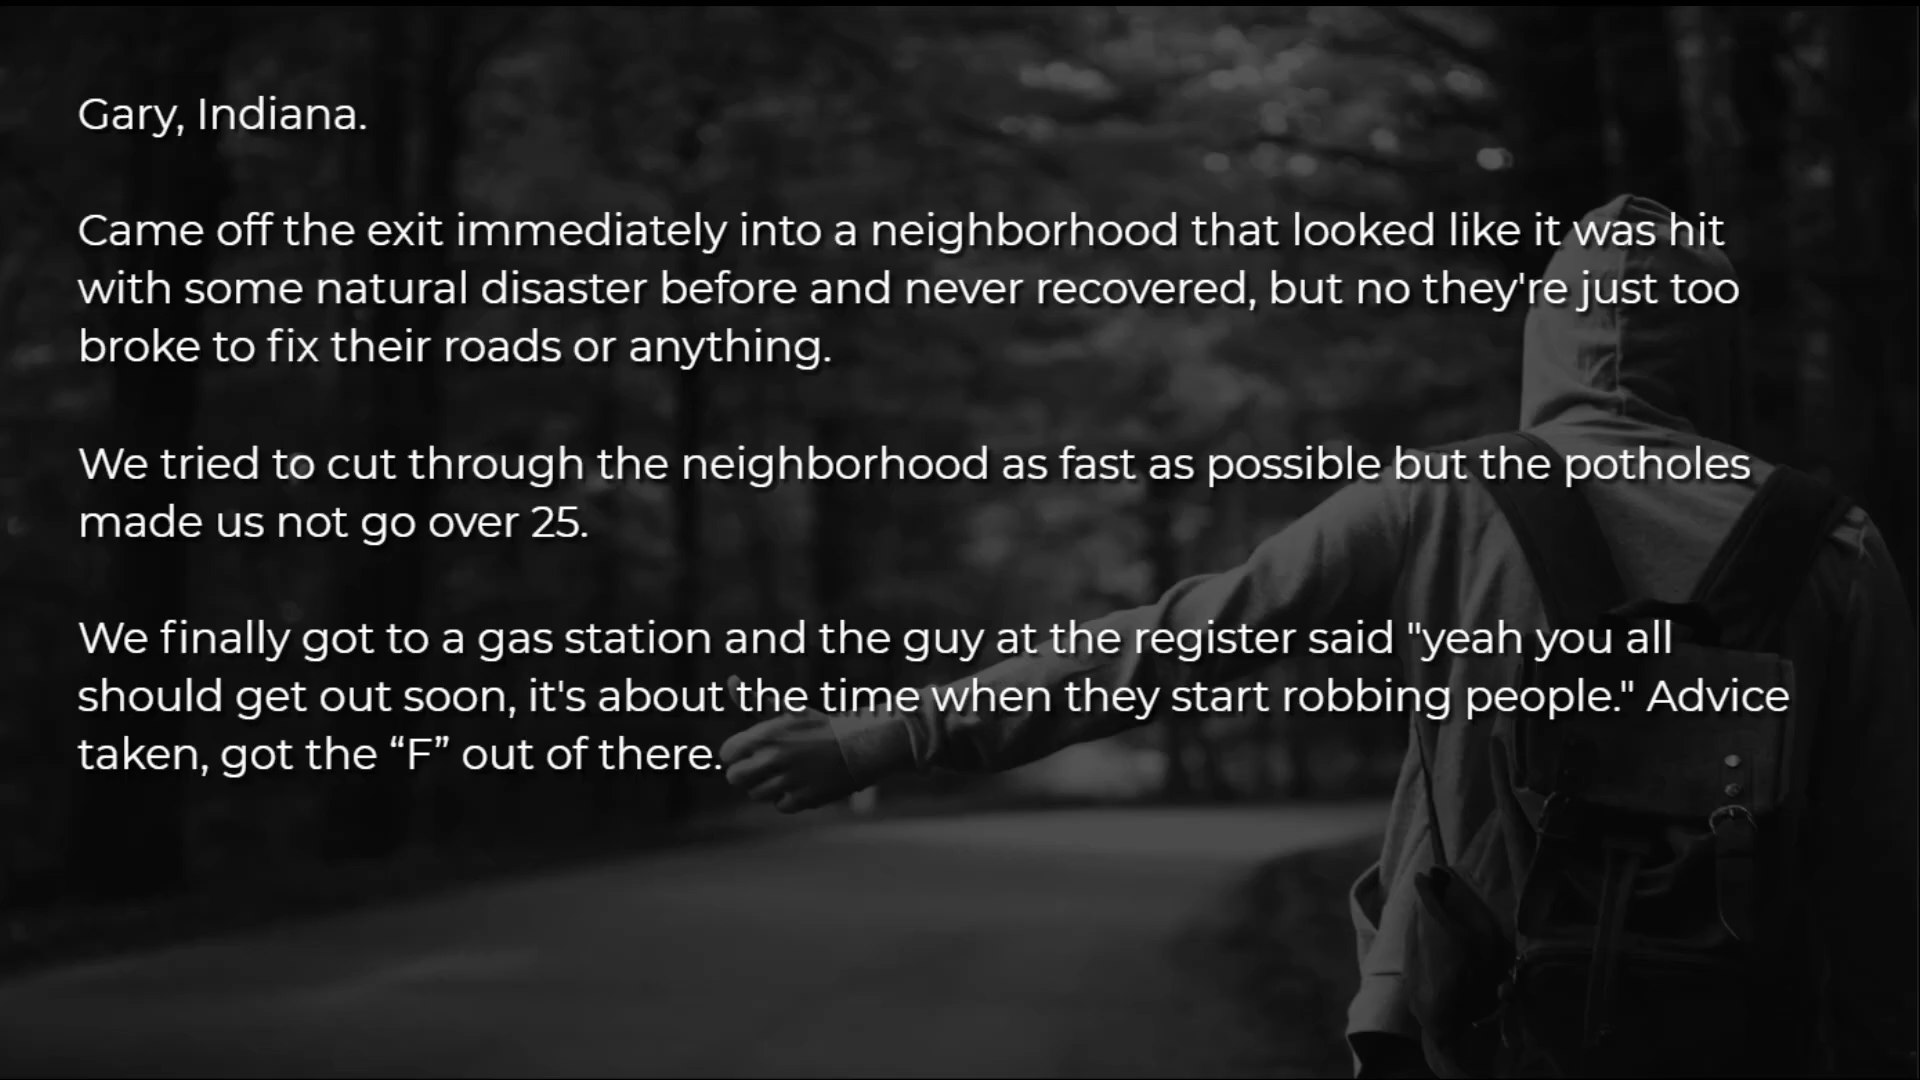 Gary, Indiana.
Came off the exit immediately into a neighborhood that looked like it was hit
with some natural disaster before and never recovered, but no they're just too
broke to fix their roads or anything.
We tried to cut through the neighborhood as fast as possible but the potholes
made us not go over 25.
We finally got to a gas station and the guy at the register said "yeah you all
should get out soon, it's about the time when they start robbing people." Advice
taken, got the “F” out of there.